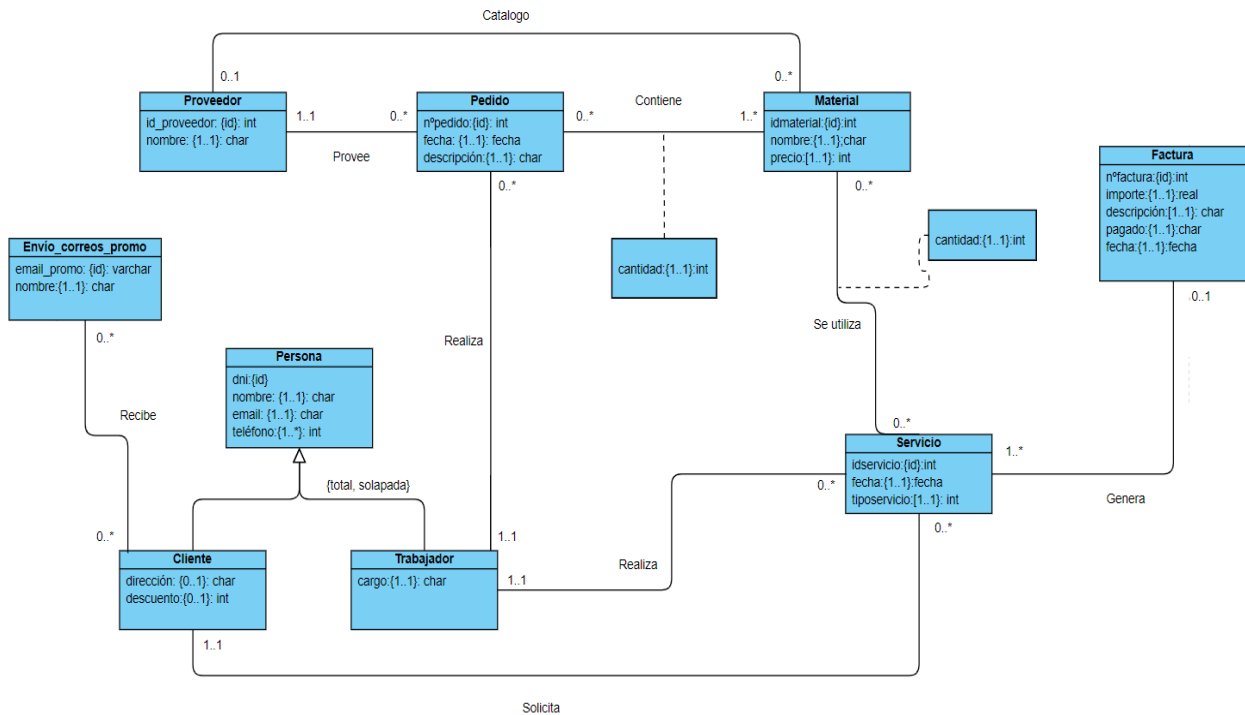 Catalogo
0..1
0..*
Proveedor
id_proveedor: {id}: int
nombre: {1..1}: char
1..1
0..*
Provee
Pedido
nºpedido:{id}: int
fecha: {1..1}: fecha
descripción:{1..1}: char
0..*
Contiene
1..*
0..*
Material
idmaterial:{id}:int
nombre:{1..1};char
precio:[1..1}: int
0..*
Factura
nºfactura:{id}:int
importe:{1..1}:real
descripción:[1..1}: char
pagado:{1..1}:char
fecha:{1..1}:fecha
0..1
cantidad:{1..1}:int
cantidad:{1..1}:int
Envío_correos_promo
email_promo: {id}: varchar
nombre:{1..1}: char
0..*
Recibe
0..*
Realiza
Se utiliza
Persona
dni:{id}
nombre: {1..1}: char
email: {1..1}: char
teléfono:{1..*}: int
{total, solapada}
0..*
Servicio
idservicio:{id}:int
fecha:{1..1}:fecha
tiposervicio:[1..1}: int
1..*
Genera
0..*
0..*
1..1
Cliente
dirección: {0..1}: char
descuento:{0..1}: int
1..1
Trabajador
cargo:{1..1}: char
1..1
Realiza
Solicita